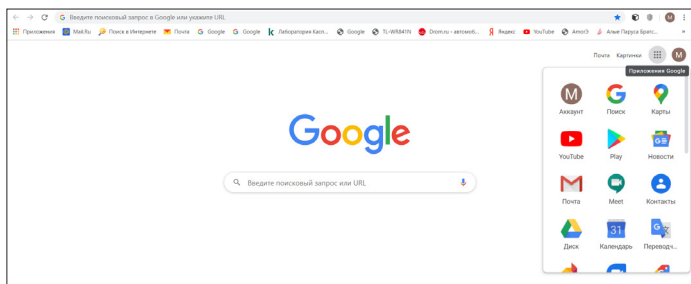 G Введите поисковый запрос в Google или укажите URL
Приложения Mail.Ru Поиск в Интернете Почта G Google G Google Лаборатория Касп... Google TL-WR841N Drom.ru - автомоб... Яндекс YouTube Amor3 Алые Паруса Братс... »
Почта Картинки M
Приложения Google
Google
Введите поисковый запрос или URL
M G
Аккаунт Поиск Карты
YouTube Play Новости
Почта Meet Контакты
31
Диск Календарь Переводч...